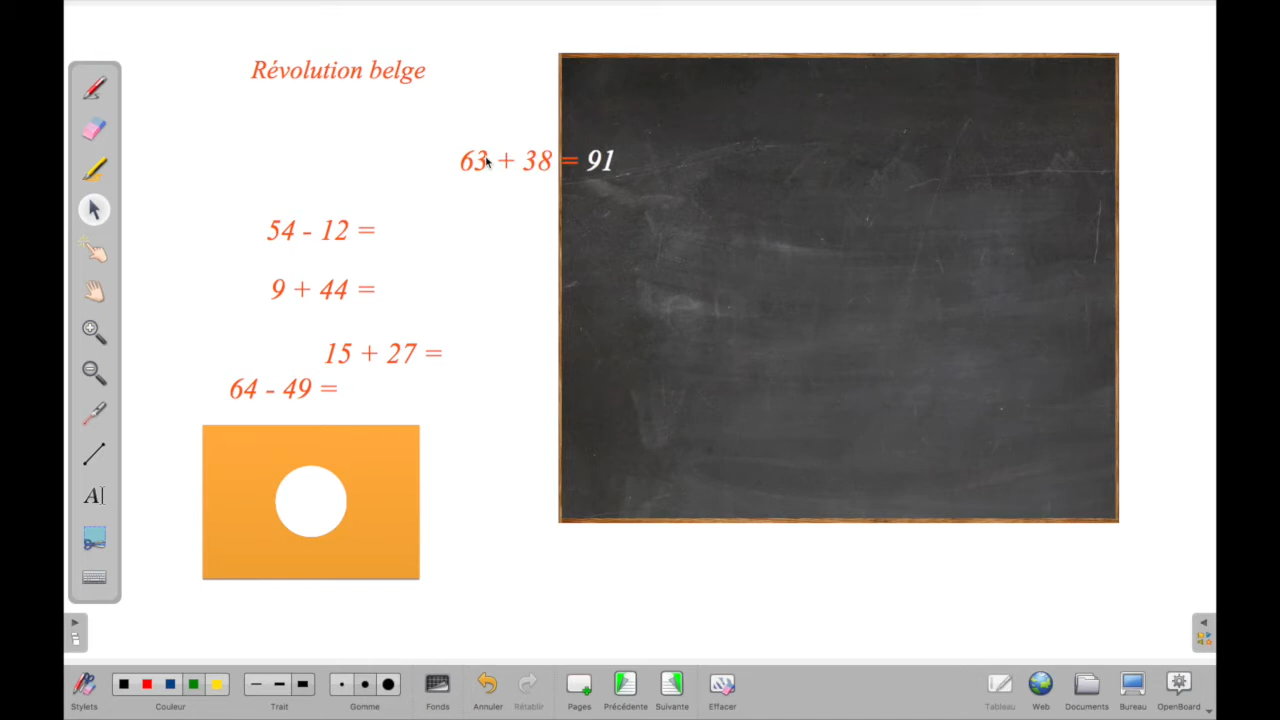 Révolution belge
63 + 38 = 91
54 - 12 =
9 + 44 =
15 + 27 =
64 - 49 =
A
Stylets
Couleur
Trait
Gomme
Fonds
Annuler
Rétablir
Pages
Précédente
Suivante
Effacer
Tableau
Web
Documents
Bureau
OpenBoard